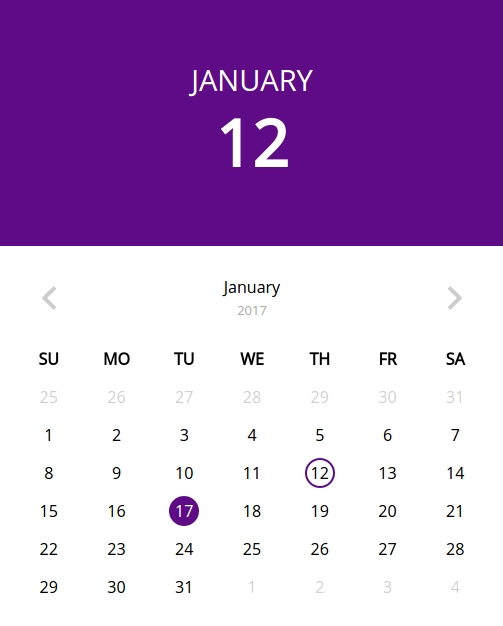 JANUARY
12
January
2017
SU MO TU WE TH FR SA
25 26 27 28 29 30 31
1 2 3 4 5 6 7
8 9 10 11 12 13 14
15 16 17 18 19 20 21
22 23 24 25 26 27 28
29 30 31 1 2 3 4